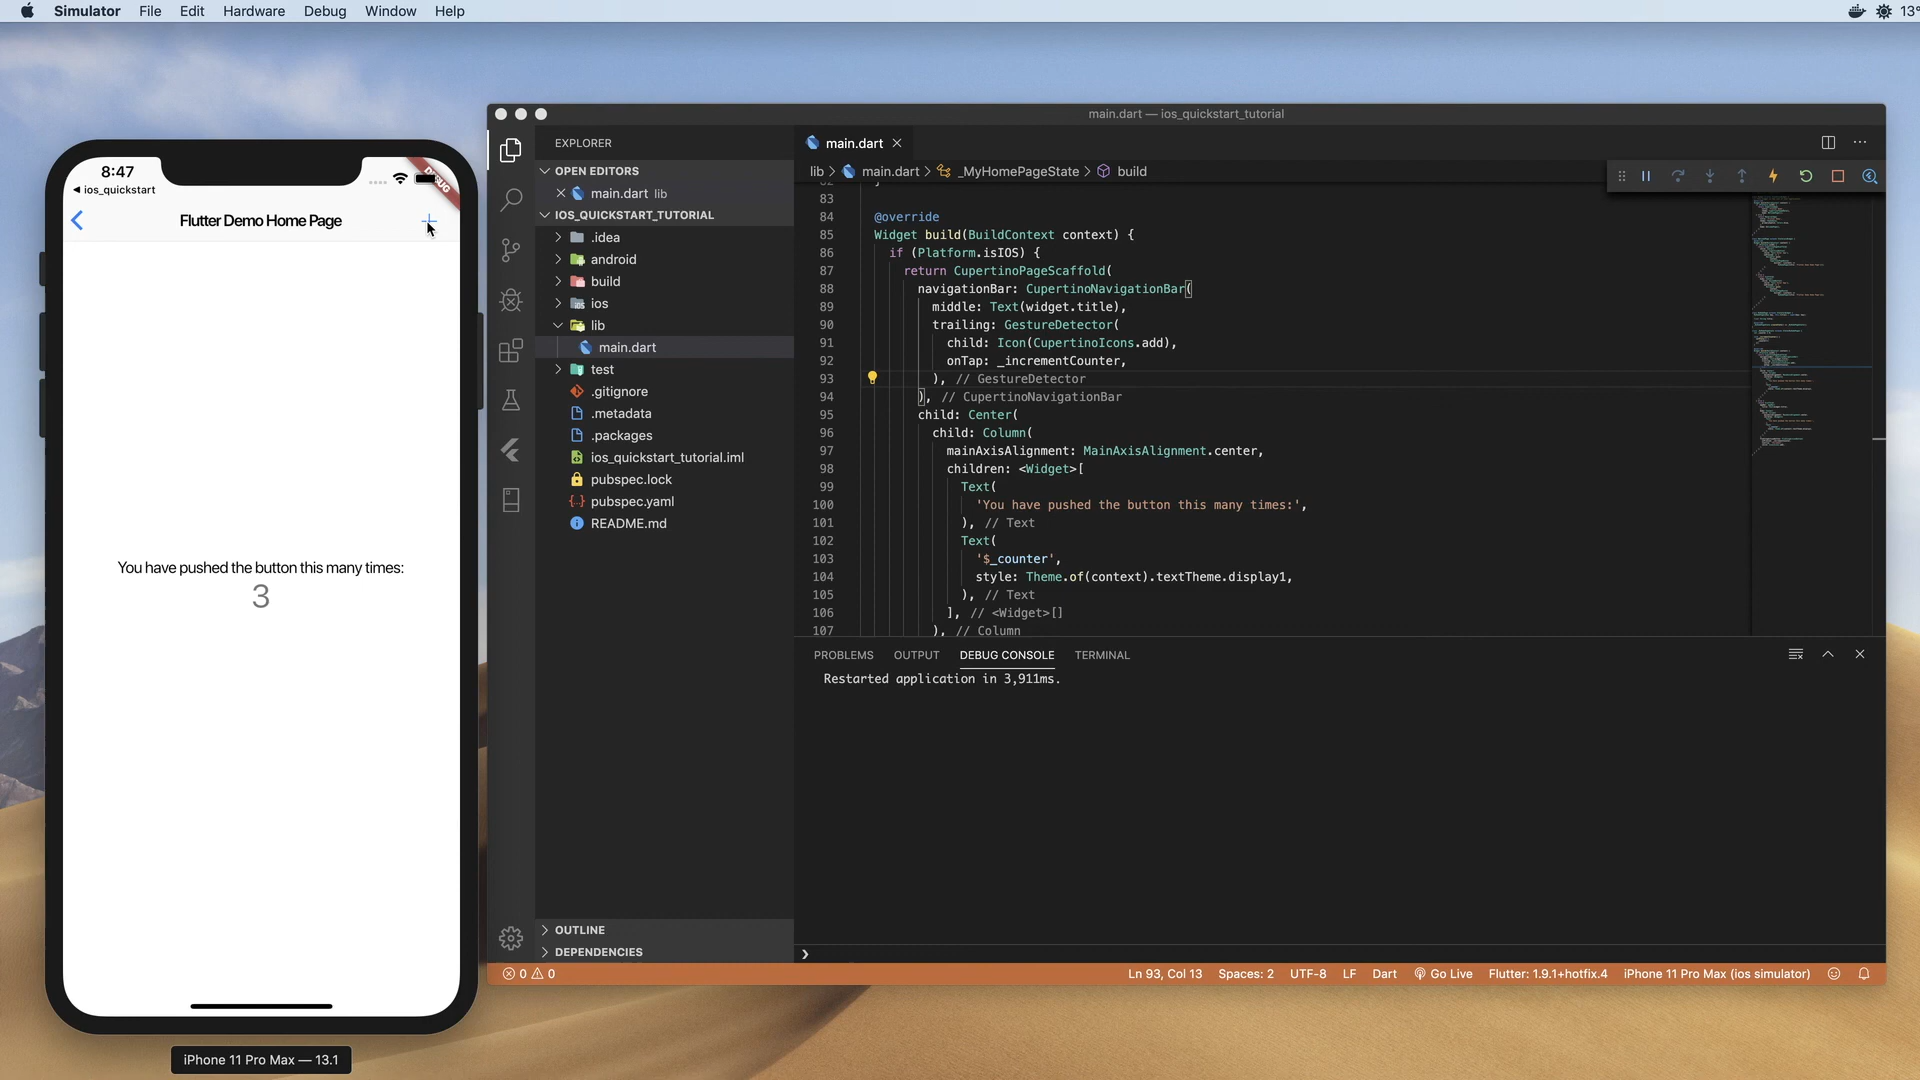 Simulator File Edit Hardware Debug Window Help 13°
main.dart — ios_quickstart_tutorial
8:47
DEBUG
ios_quickstart
Flutter Demo Home Page
You have pushed the button this many times:
3
iPhone 11 Pro Max — 13.1
EXPLORER
OPEN EDITORS
main.dart lib
IOS_QUICKSTART_TUTORIAL
.idea
android
build
ios
lib
main.dart
test
.gitignore
.metadata
.packages
ios_quickstart_tutorial.iml
pubspec.lock
pubspec.yaml
README.md
OUTLINE
DEPENDENCIES
main.dart
lib main.dart _MyHomePageState build
83
84 @override
85 Widget build(BuildContext context) {
86 if (Platform.isIOS) {
87 return CupertinoPageScaffold(
88 navigationBar: CupertinoNavigationBar(
89 middle: Text(widget.title),
90 trailing: GestureDetector(
91 child: Icon(CupertinoIcons.add),
92 onTap: _incrementCounter,
93 ), // GestureDetector
94 ), // CupertinoNavigationBar
95 child: Center(
96 child: Column(
97 mainAxisAlignment: MainAxisAlignment.center,
98 children: <Widget>[
99 Text(
100 'You have pushed the button this many times:',
101 ), // Text
102 Text(
103 '$_counter',
104 style: Theme.of(context).textTheme.display1,
105 ), // Text
106 ], // <Widget>[]
107 ), // Column
PROBLEMS OUTPUT DEBUG CONSOLE TERMINAL
Restarted application in 3,911ms.
0 0 Ln 93, Col 13 Spaces: 2 UTF-8 LF Dart Go Live Flutter: 1.9.1+hotfix.4 iPhone 11 Pro Max (ios simulator)